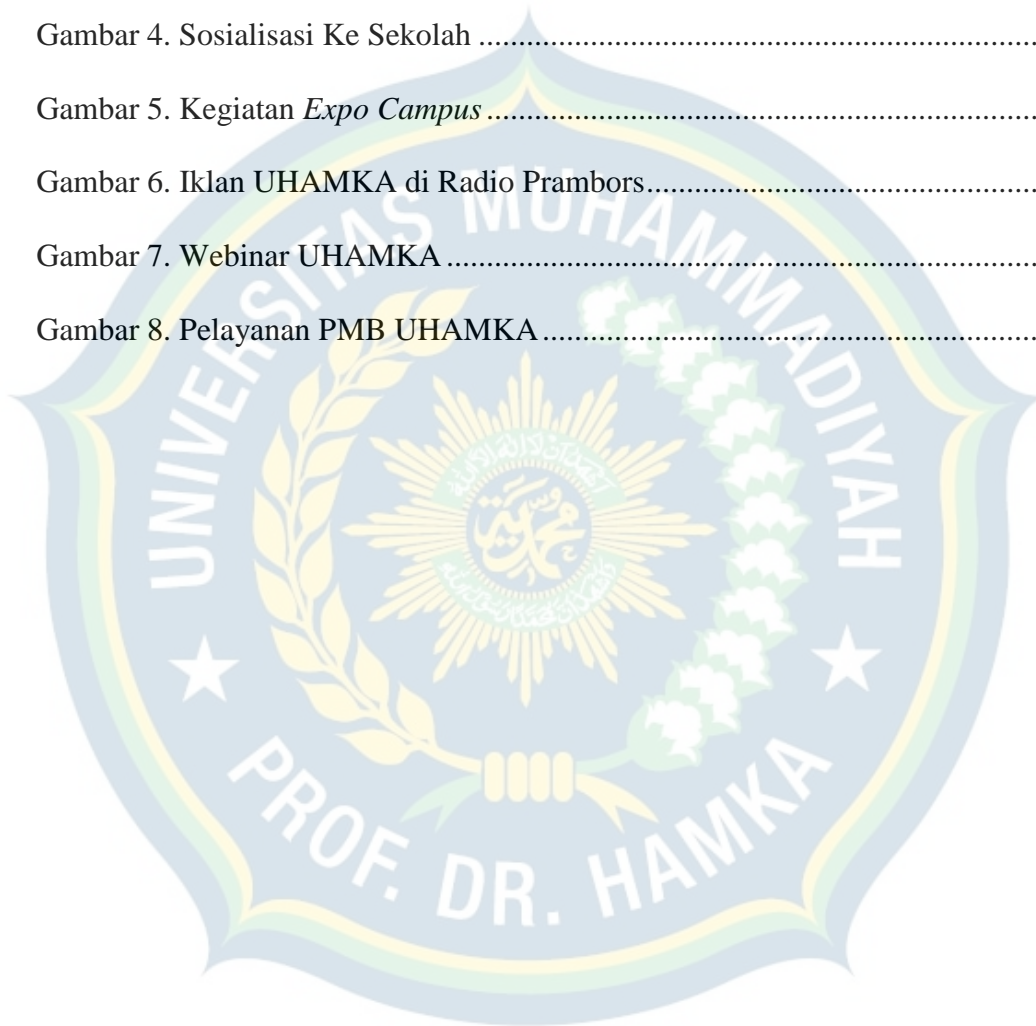 Gambar 4. Sosialisasi Ke Sekolah ....................................................................
Gambar 5. Kegiatan Expo Campus ...................................................................
Gambar 6. Iklan UHAMKA di Radio Prambors................................................
Gambar 7. Webinar UHAMKA ........................................................................
Gambar 8. Pelayanan PMB UHAMKA .............................................................
UNIVERSITAS MUHAMMADIYAH
PROF. DR. HAMKA
محمدية